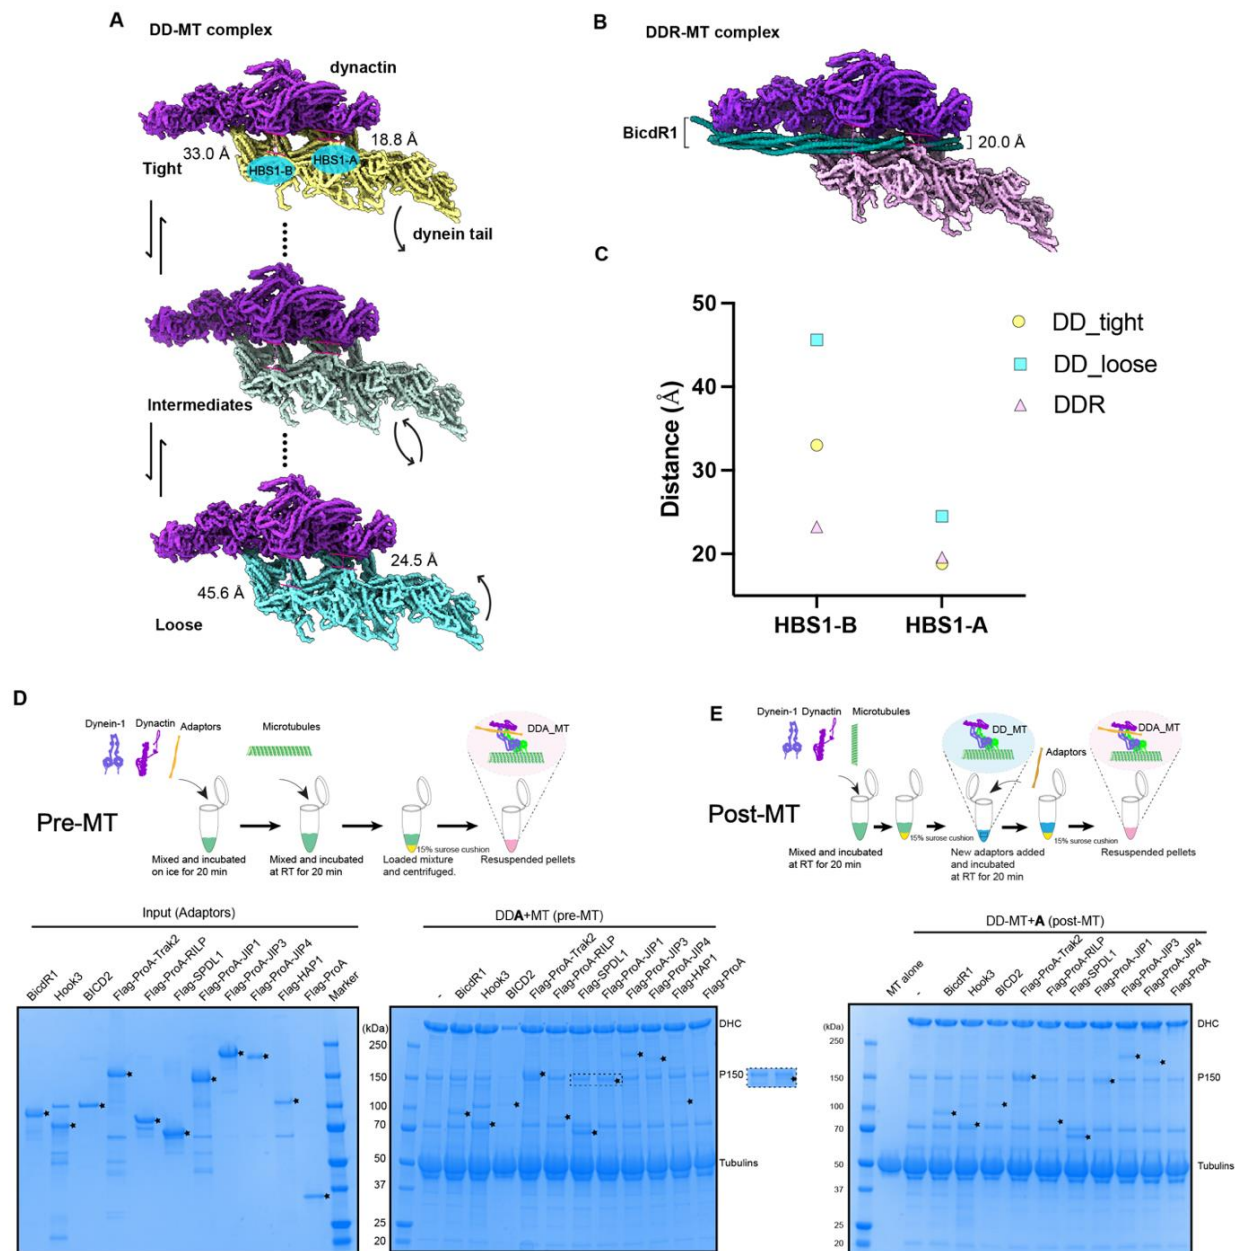 A
DD-MT complex
dynactin
33.0 Å
18.8 Å
HBS1-B
HBS1-A
Tight
dynein tail
Intermediates
24.5 Å
45.6 Å
Loose
B
DDR-MT complex
BicdR1
20.0 Å
C
50
40
30
20
Distance (Å)
HBS1-B
HBS1-A
DD_tight
DD_loose
DDR
D
Dynein-1
Dynactin
Adaptors
Microtubules
DDA_MT
Pre-MT
15% surose cushion
Mixed and incubated
on ice for 20 min
Mixed and incubated
at RT for 20 min
Loaded mixture
and centrifuged.
Resuspended pellets
E
Dynein-1 Dynactin Microtubules
DD_MT
Adaptors
DDA_MT
Post-MT
15% surose cushion
15% surose cushion
Mixed and incubated
at RT for 20 min
New adaptors added
and incubated
at RT for 20 min
Resuspended pellets
Input (Adaptors)
BicdR1
Hook3
BICD2
Flag-ProA-Trak2
Flag-ProA-RILP
Flag-SPDL1
Flag-ProA-JIP1
Flag-ProA-JIP3
Flag-ProA-JIP4
Flag-HAP1
Flag-ProA
Marker
(kDa)
250
150
100
70
50
37
25
20
DDA+MT (pre-MT)
-
BicdR1
Hook3
BICD2
Flag-ProA-Trak2
Flag-ProA-RILP
Flag-SPDL1
Flag-ProA-JIP1
Flag-ProA-JIP3
Flag-ProA-JIP4
Flag-HAP1
Flag-ProA
DHC
P150
Tubulins
DD-MT+A (post-MT)
MT alone
-
BicdR1
Hook3
BICD2
Flag-ProA-Trak2
Flag-ProA-RILP
Flag-SPDL1
Flag-ProA-JIP1
Flag-ProA-JIP3
Flag-ProA-JIP4
Flag-ProA
(kDa)
250
150
100
70
50
37
25
20
DHC
P150
Tubulins